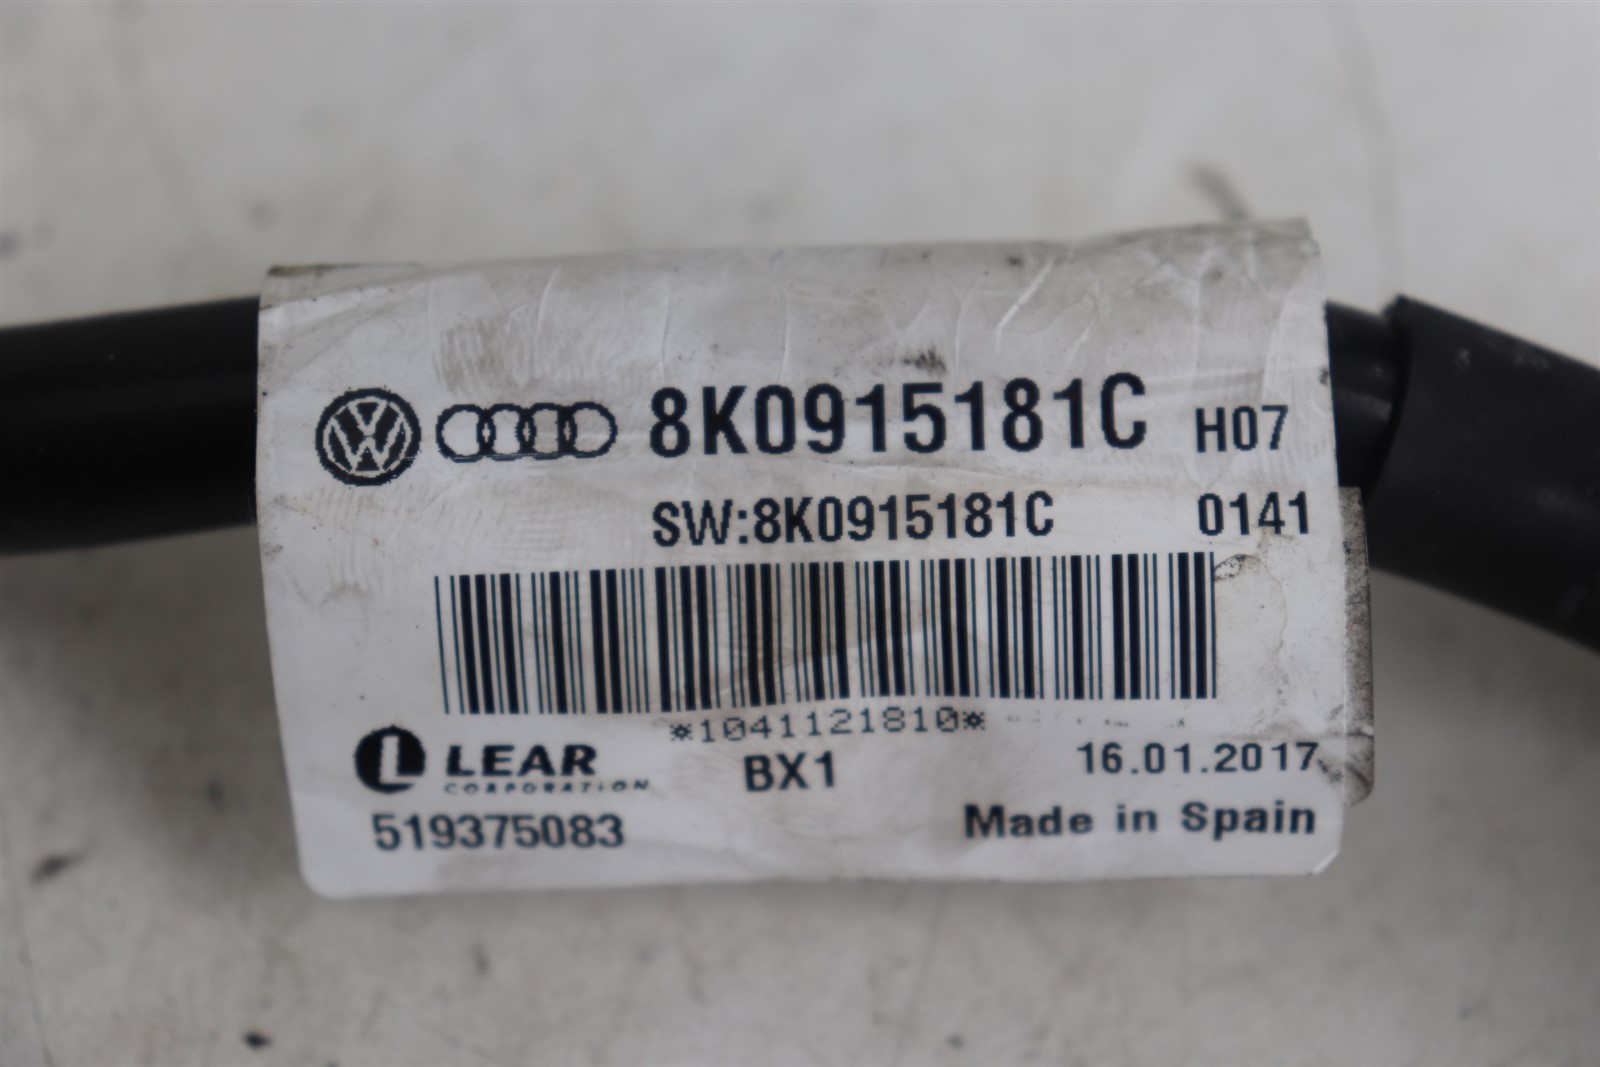 8K0915181C H07
SW:8K0915181C 0141
*1041121810*
LEAR BX1 16.01.2017
CORPORATION
519375083 Made in Spain